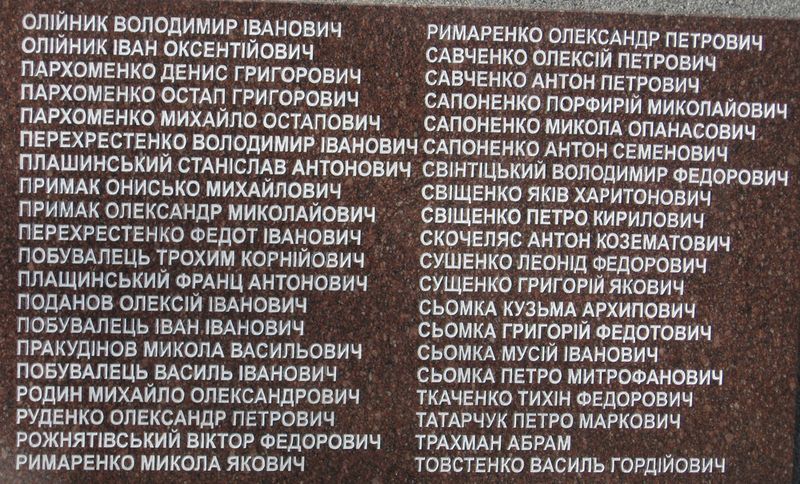 ОЛІЙНИК ВОЛОДИМИР ІВАНОВИЧ
ОЛІЙНИК ІВАН ОКСЕНТІЙОВИЧ
ПАРХОМЕНКО ДЕНИС ГРИГОРОВИЧ
ПАРХОМЕНКО ОСТАП ГРИГОРОВИЧ
ПАРХОМЕНКО МИХАЙЛО ОСТАПОВИЧ
ПЕРЕХРЕСТЕНКО ВОЛОДИМИР ІВАНОВИЧ
ПЛАШИНСЬКИЙ СТАНІСЛАВ АНТОНОВИЧ
ПРИМАК ОНИСЬКО МИХАЙЛОВИЧ
ПРИМАК ОЛЕКСАНДР МИКОЛАЙОВИЧ
ПЕРЕХРЕСТЕНКО ФЕДОТ ІВАНОВИЧ
ПОБУВАЛЕЦЬ ТРОХИМ КОРНІЙОВИЧ
ПЛАЩИНСЬКИЙ ФРАНЦ АНТОНОВИЧ
ПОДАНОВ ОЛЕКСІЙ ІВАНОВИЧ
ПОБУВАЛЕЦЬ ІВАН ІВАНОВИЧ
ПРАКУДІНОВ МИКОЛА ВАСИЛЬОВИЧ
ПОБУВАЛЕЦЬ ВАСИЛЬ ІВАНОВИЧ
РОДИН МИХАЙЛО ОЛЕКСАНДРОВИЧ
РУДЕНКО ОЛЕКСАНДР ПЕТРОВИЧ
РОЖНЯТІВСЬКИЙ ВІКТОР ФЕДОРОВИЧ
РИМАРЕНКО МИКОЛА ЯКОВИЧ
РИМАРЕНКО ОЛЕКСАНДР ПЕТРОВИЧ
САВЧЕНКО ОЛЕКСІЙ ПЕТРОВИЧ
САВЧЕНКО АНТОН ПЕТРОВИЧ
САПОНЕНКО ПОРФИРІЙ МИКОЛАЙОВИЧ
САПОНЕНКО МИКОЛА ОПАНАСОВИЧ
САПОНЕНКО АНТОН СЕМЕНОВИЧ
СВІНТІЦЬКИЙ ВОЛОДИМИР ФЕДОРОВИЧ
СВІЩЕНКО ЯКІВ ХАРИТОНОВИЧ
СВІЩЕНКО ПЕТРО КИРИЛОВИЧ
СКОЧЕЛЯС АНТОН КОЗЕМАТОВИЧ
СУШЕНКО ЛЕОНІД ФЕДОРОВИЧ
СУЩЕНКО ГРИГОРІЙ ЯКОВИЧ
СЬОМКА КУЗЬМА АРХИПОВИЧ
СЬОМКА ГРИГОРІЙ ФЕДОТОВИЧ
СЬОМКА МУСІЙ ІВАНОВИЧ
СЬОМКА ПЕТРО МИТРОФАНОВИЧ
ТКАЧЕНКО ТИХІН ФЕДОРОВИЧ
ТАТАРЧУК ПЕТРО МАРКОВИЧ
ТРАХМАН АБРАМ
ТОВСТЕНКО ВАСИЛЬ ГОРДІЙОВИЧ